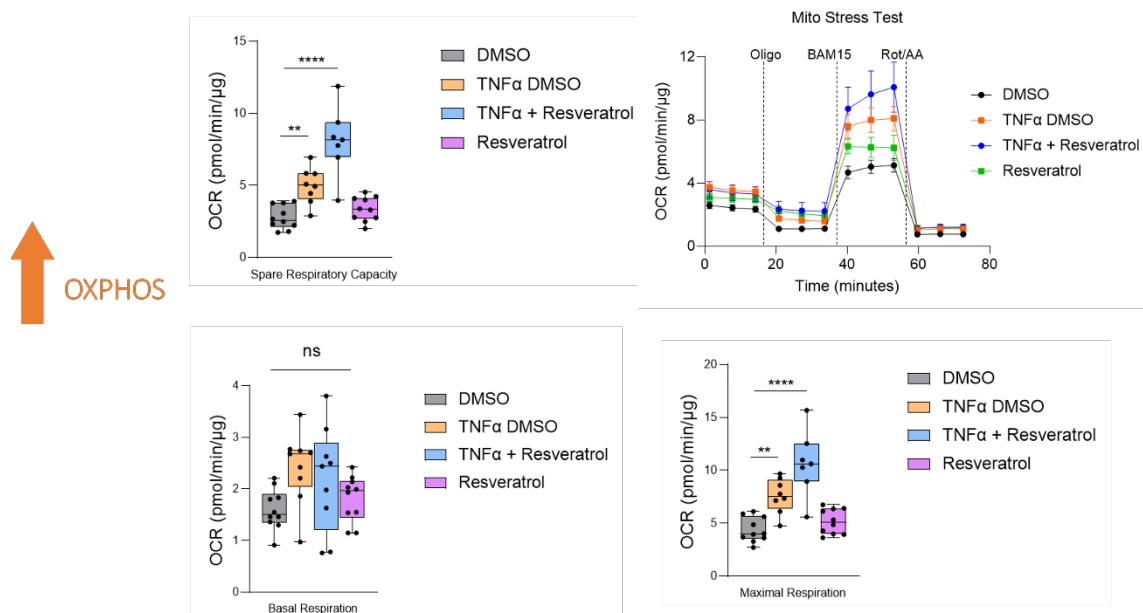 15
10
5
0
OCR (pmol/min/µg)
****
**
Spare Respiratory Capacity
DMSO
TNFα DMSO
TNFα + Resveratrol
Resveratrol
Mito Stress Test
Oligo
BAM15
Rot/AA
12
8
4
0
OCR (pmol/min/µg)
0 20 40 60 80
Time (minutes)
DMSO
TNFα DMSO
TNFα + Resveratrol
Resveratrol
OXPHOS
ns
4
3
2
1
0
OCR (pmol/min/µg)
Basal Respiration
DMSO
TNFα DMSO
TNFα + Resveratrol
Resveratrol
20
15
10
5
0
OCR (pmol/min/µg)
****
**
Maximal Respiration
DMSO
TNFα DMSO
TNFα + Resveratrol
Resveratrol